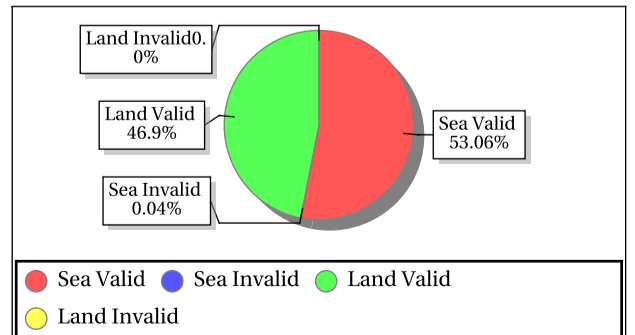 Land Invalid0.
0%
Land Valid
46.9%
Sea Valid
53.06%
Sea Invalid
0.04%
Sea Valid Sea Invalid Land Valid
Land Invalid